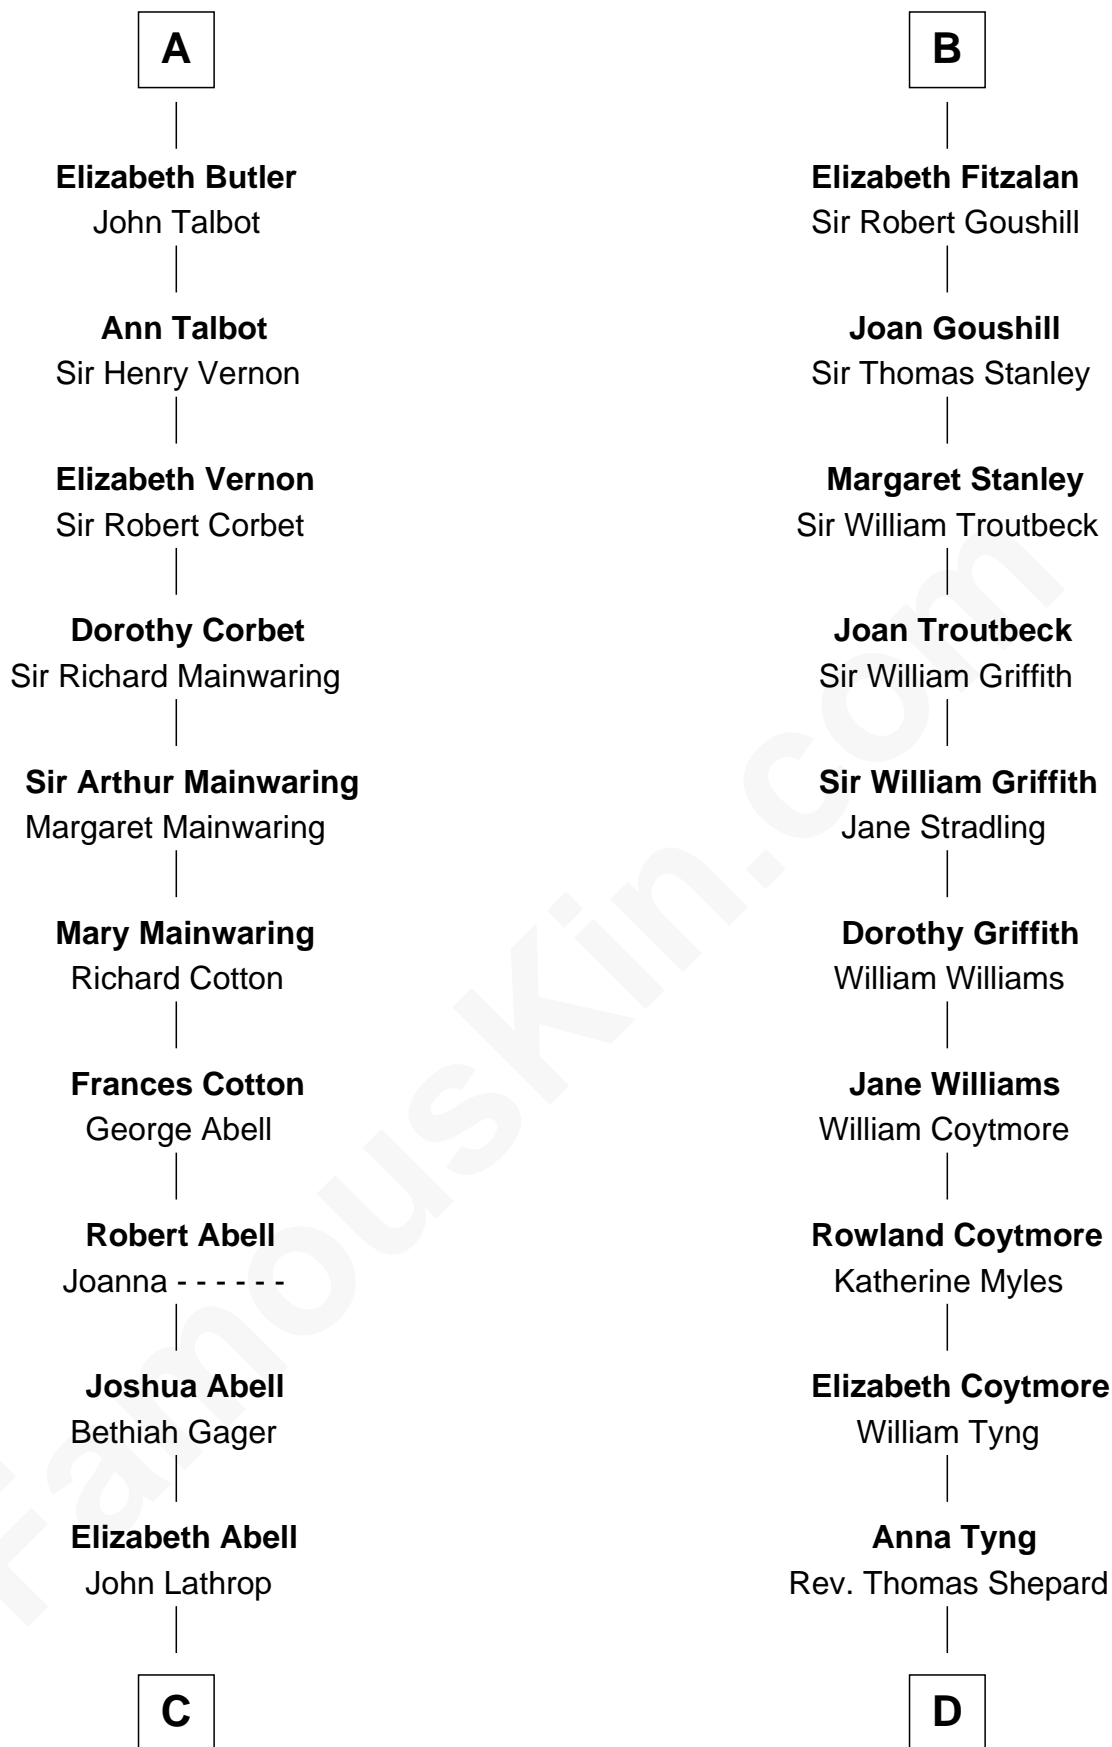 A
Elizabeth Butler
John Talbot
Ann Talbot
Sir Henry Vernon
Elizabeth Vernon
Sir Robert Corbet
Dorothy Corbet
Sir Richard Mainwaring
Sir Arthur Mainwaring
Margaret Mainwaring
Mary Mainwaring
Richard Cotton
Frances Cotton
George Abell
Robert Abell
Joanna - - - - - -
Joshua Abell
Bethiah Gager
Elizabeth Abell
John Lathrop
C
B
Elizabeth Fitzalan
Sir Robert Goushill
Joan Goushill
Sir Thomas Stanley
Margaret Stanley
Sir William Troutbeck
Joan Troutbeck
Sir William Griffith
Sir William Griffith
Jane Stradling
Dorothy Griffith
William Williams
Jane Williams
William Coytmore
Rowland Coytmore
Katherine Myles
Elizabeth Coytmore
William Tyng
Anna Tyng
Rev. Thomas Shepard
D
FamousKin.com